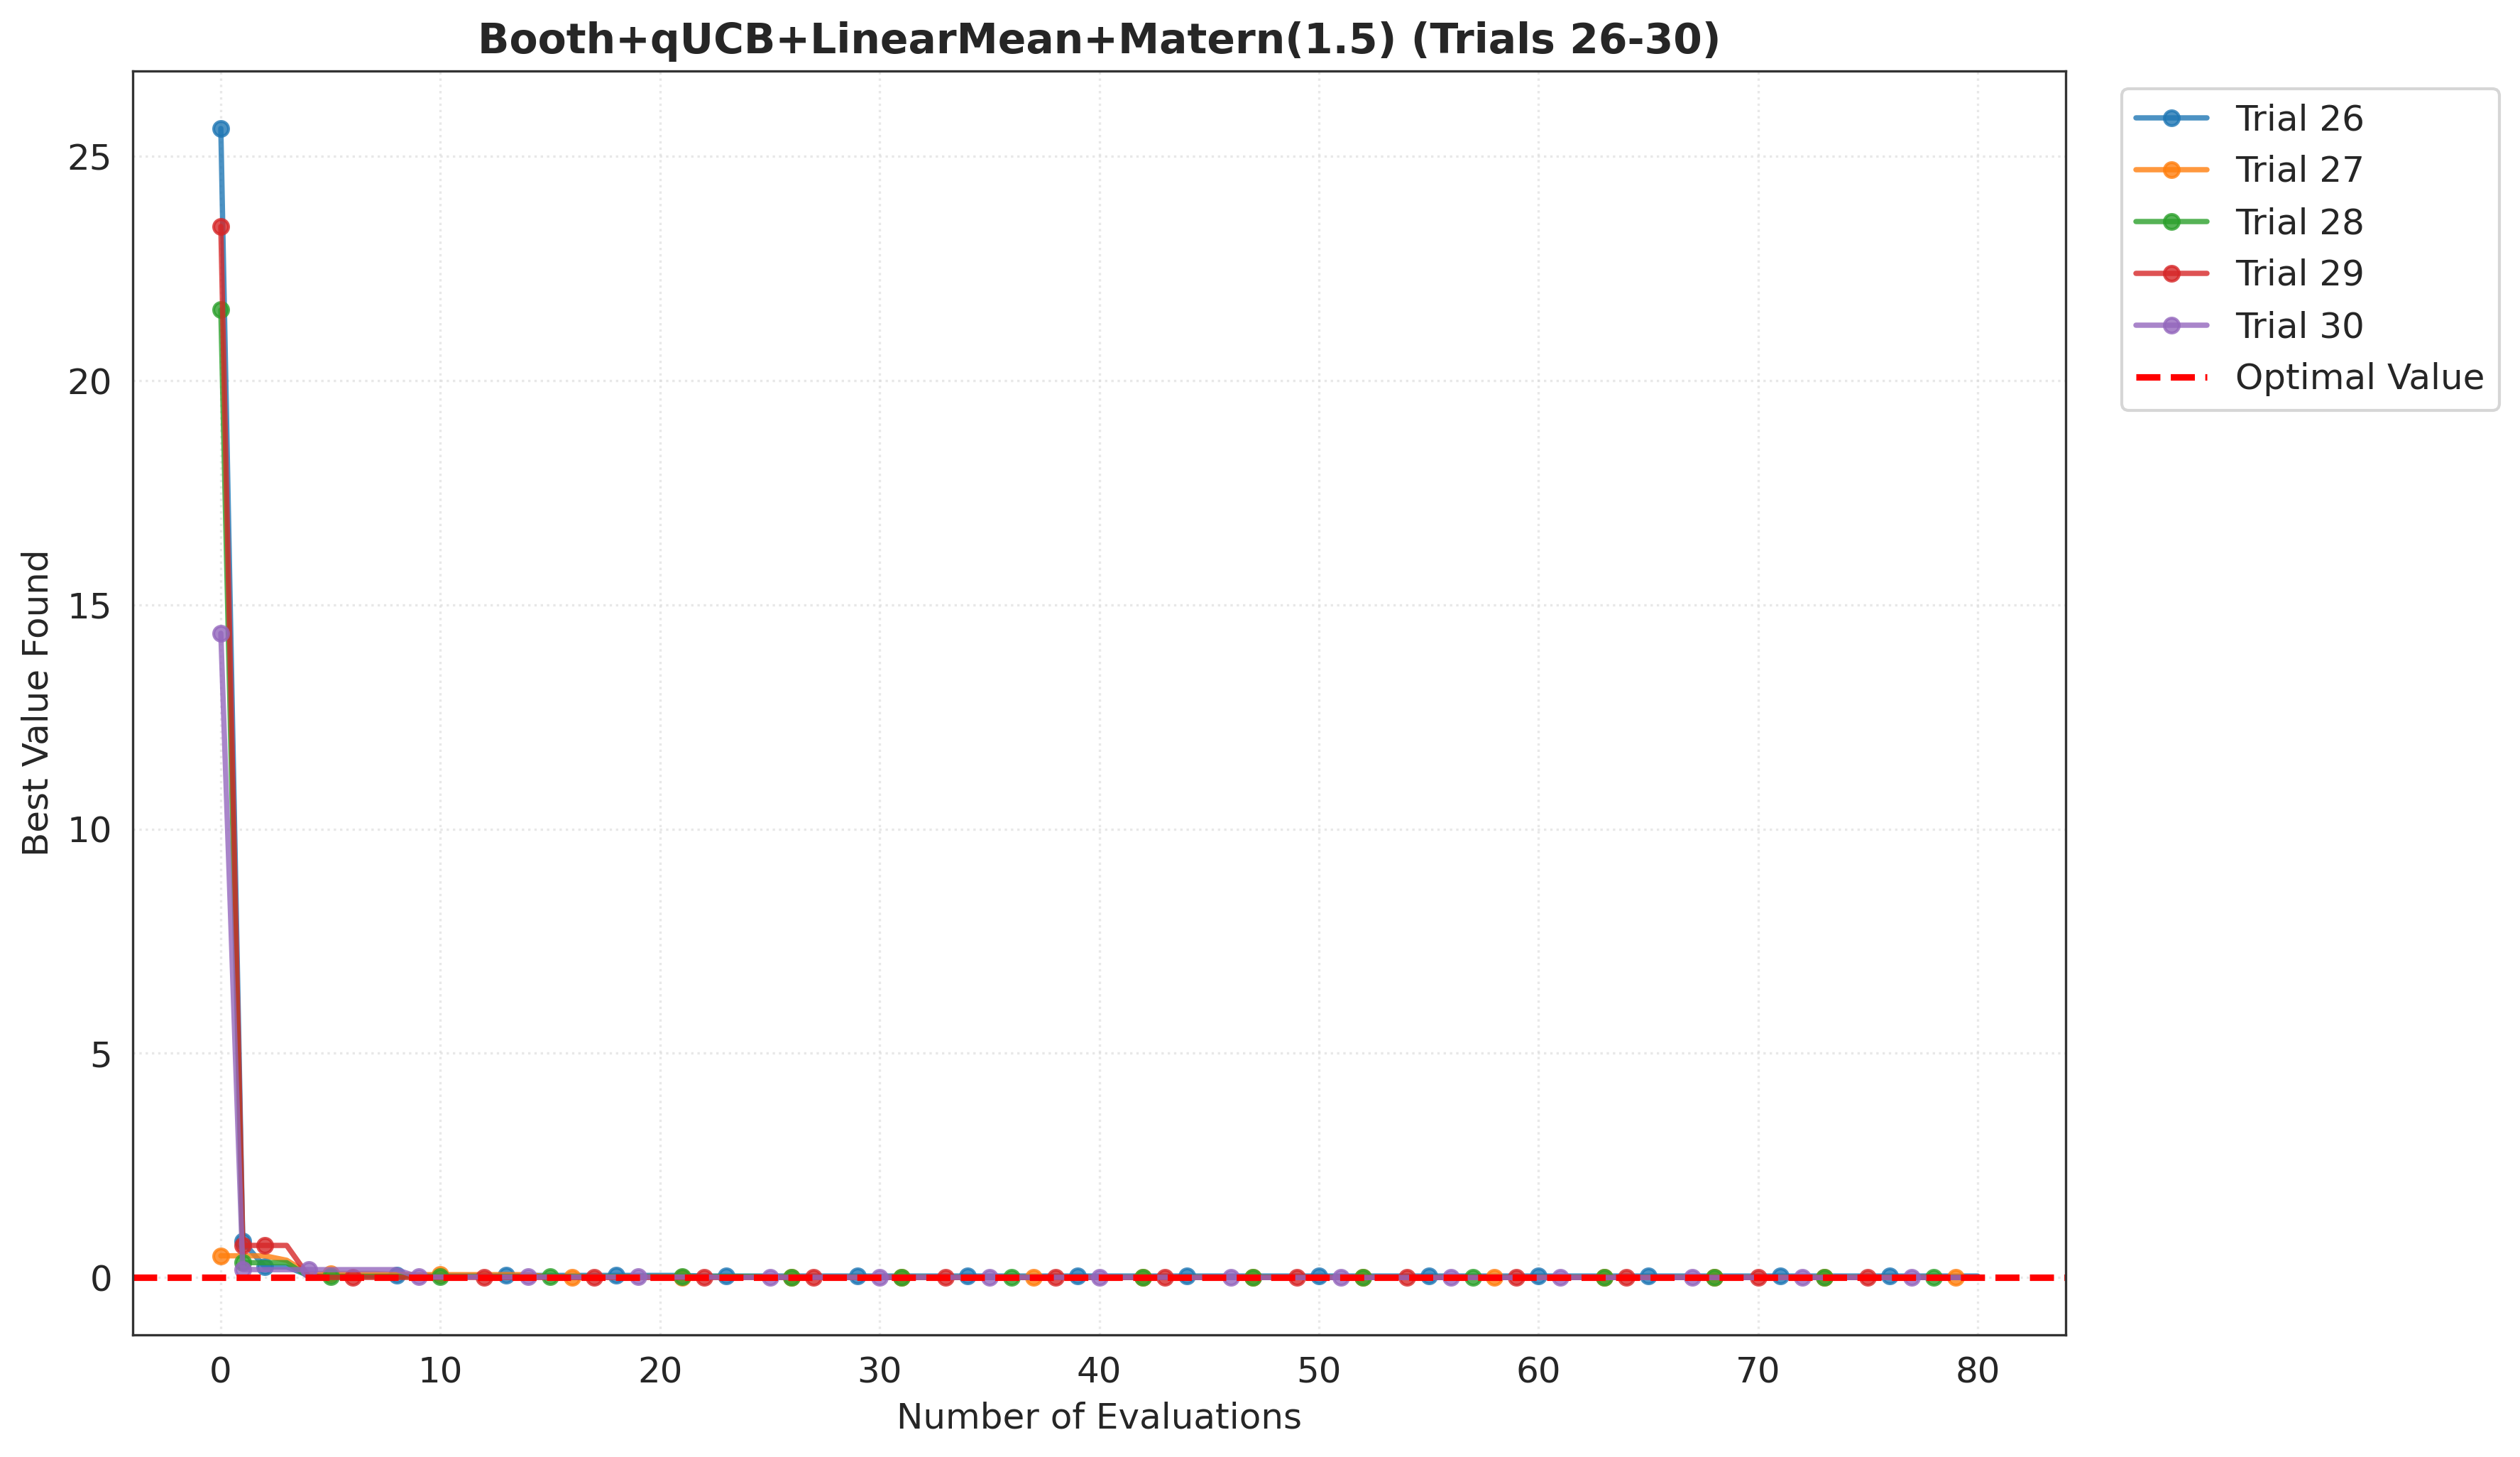 Booth+qUCB+LinearMean+Matern(1.5) (Trials 26-30)
Best Value Found
25
20
15
10
5
0
0 10 20 30 40 50 60 70 80
Number of Evaluations
Trial 26
Trial 27
Trial 28
Trial 29
Trial 30
Optimal Value